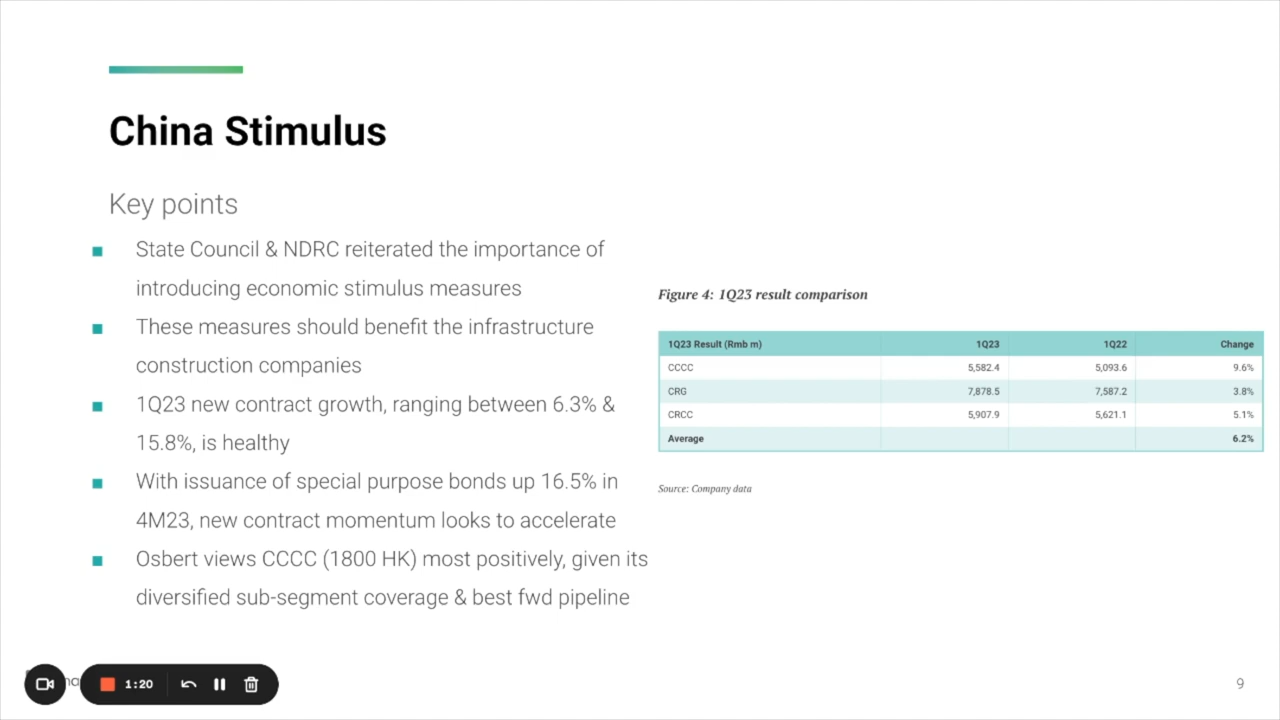 China Stimulus
Key points
State Council & NDRC reiterated the importance of
introducing economic stimulus measures
These measures should benefit the infrastructure
construction companies
1Q23 new contract growth, ranging between 6.3% &
15.8%, is healthy
With issuance of special purpose bonds up 16.5% in
4M23, new contract momentum looks to accelerate
Osbert views CCCC (1800 HK) most positively, given its
diversified sub-segment coverage & best fwd pipeline
Figure 4: 1Q23 result comparison
1Q23 Result (Rmb m) 1Q23 1Q22 Change
CCCC 5,582.4 5,093.6 9.6%
CRG 7,878.5 7,587.2 3.8%
CRCC 5,907.9 5,621.1 5.1%
Average 6.2%
Source: Company data
1:20
9